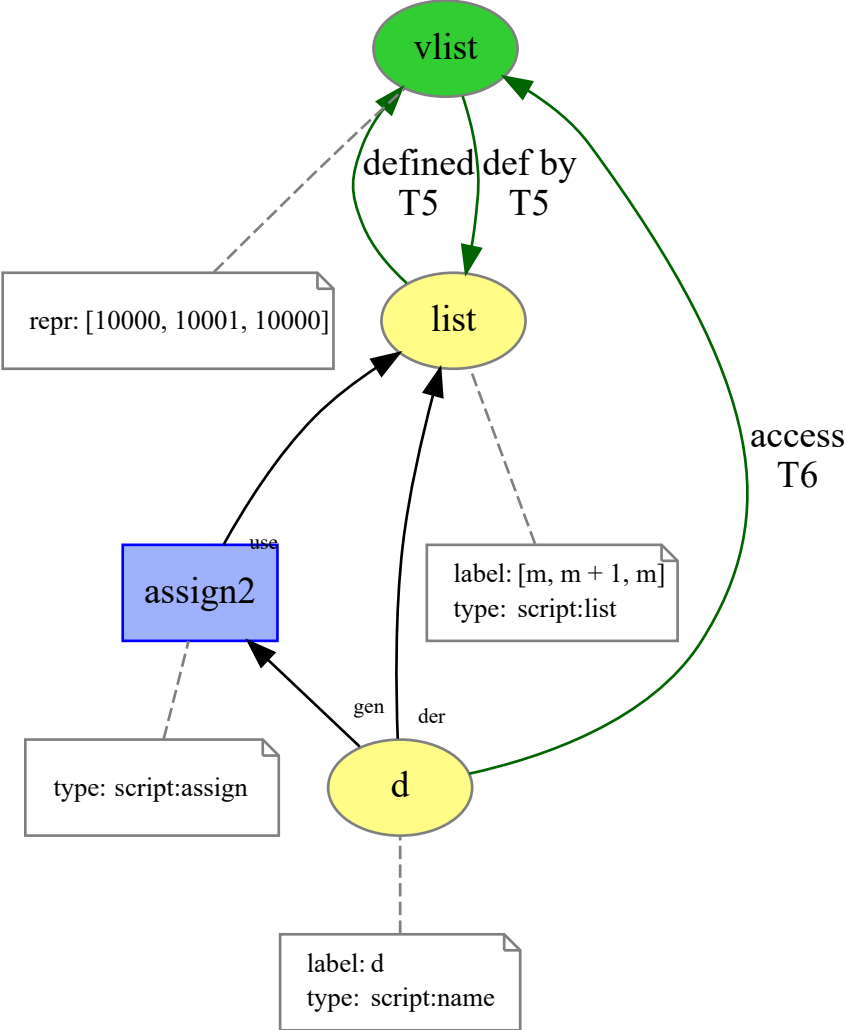 vlist
defined
T5
def by
T5
repr: [10000, 10001, 10000]
list
access
T6
use
assign2
label: [m, m + 1, m]
type: script:list
gen
der
type: script:assign
d
label: d
type: script:name